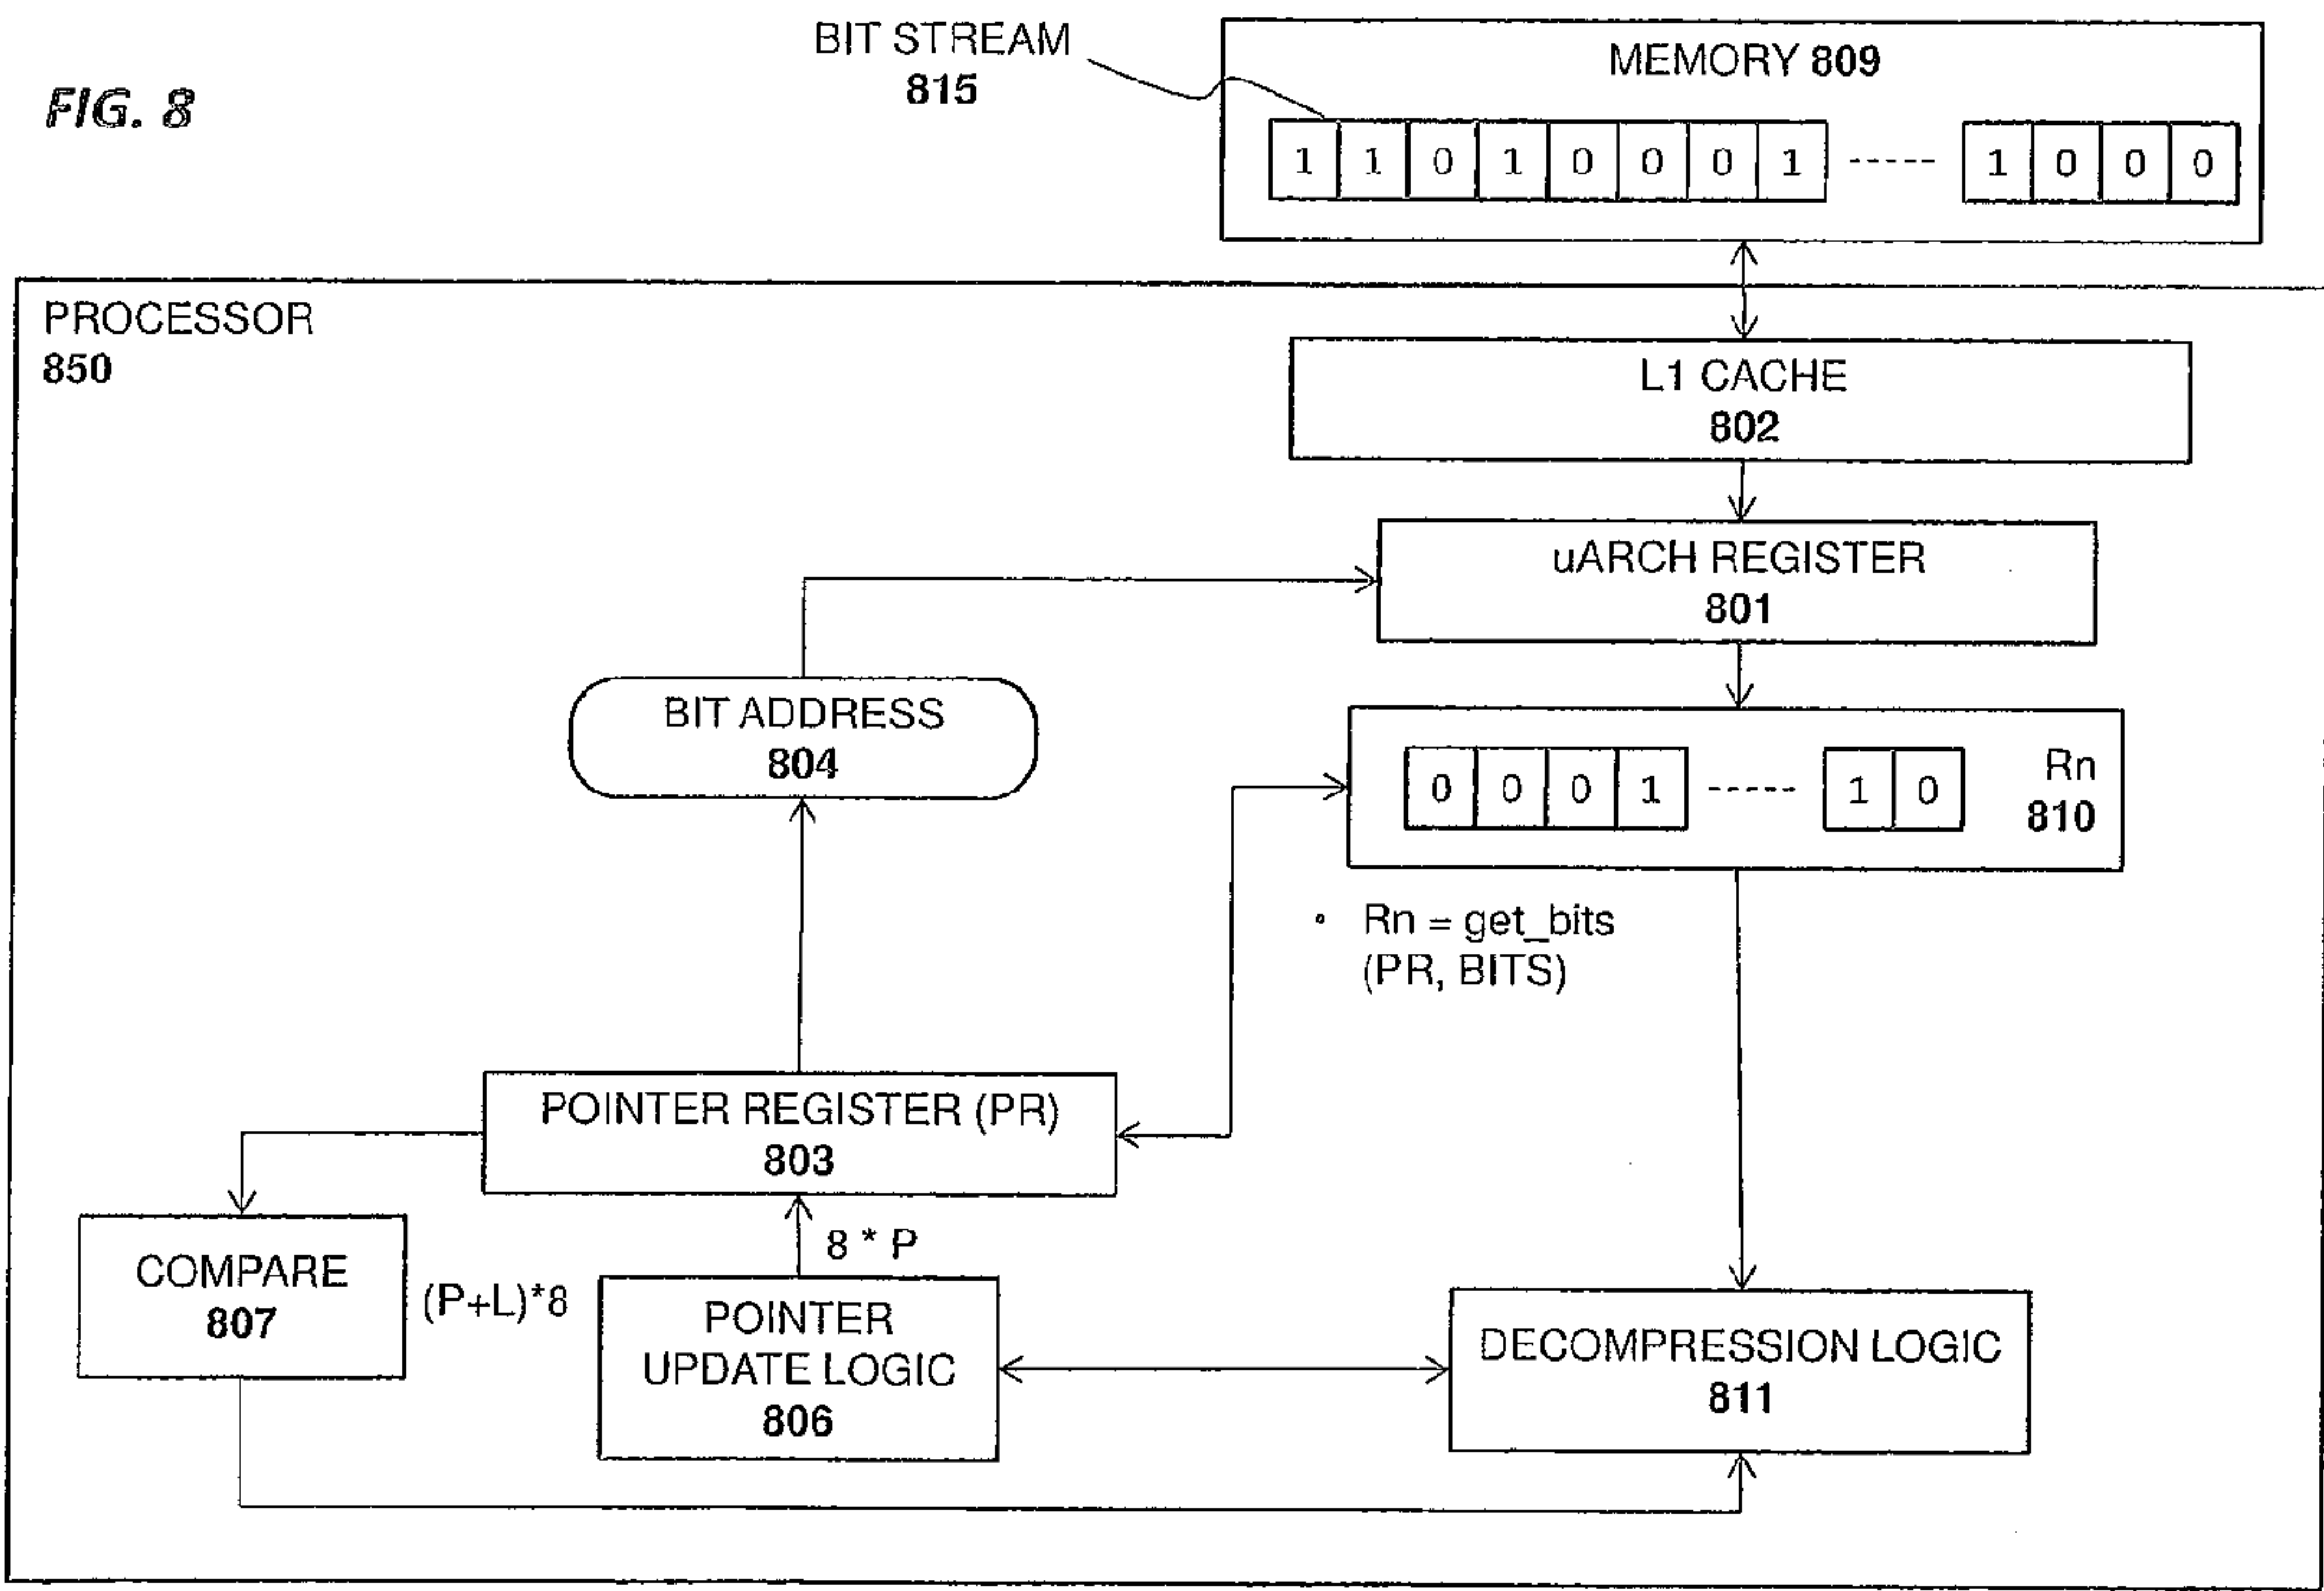 FIG. 8
BIT STREAM
815
MEMORY 809
1 1 0 1 0 0 0 1 ----- 1 0 0 0
PROCESSOR
850
L1 CACHE
802
uARCH REGISTER
801
BIT ADDRESS
804
0 0 0 1 ----- 1 0
Rn
810
• Rn = get_bits
(PR, BITS)
POINTER REGISTER (PR)
803
8 * P
COMPARE
807
(P+L)*8
POINTER
UPDATE LOGIC
806
DECOMPRESSION LOGIC
811